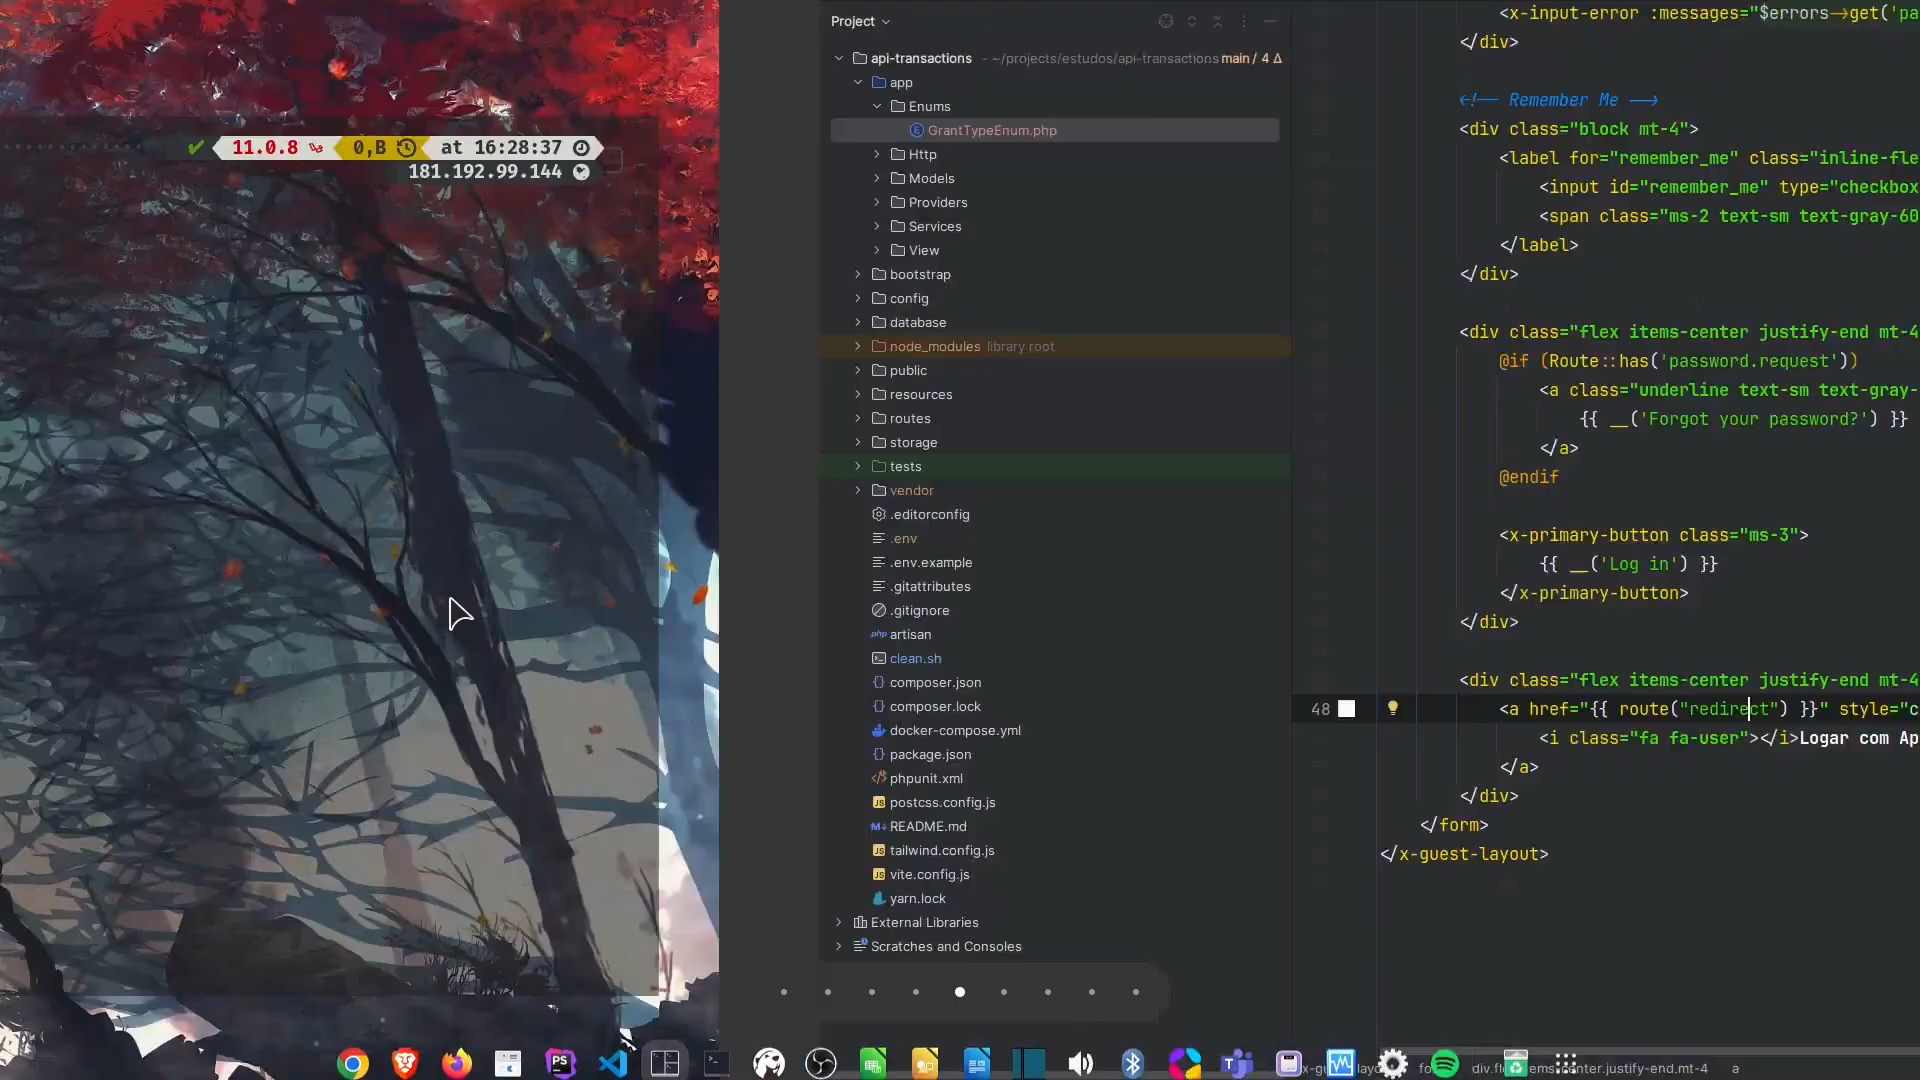 11.0.8
0,B
at 16:28:37
181.192.99.144
Project
api-transactions - ~/projects/estudos/api-transactions main / 4 Δ
app
Enums
GrantTypeEnum.php
Http
Models
Providers
Services
View
bootstrap
config
database
node_modules library root
public
resources
routes
storage
tests
vendor
.editorconfig
.env
.env.example
.gitattributes
.gitignore
php artisan
clean.sh
composer.json
composer.lock
docker-compose.yml
package.json
phpunit.xml
JS postcss.config.js
M↓ README.md
JS tailwind.config.js
JS vite.config.js
yarn.lock
External Libraries
Scratches and Consoles
<x-input-error :messages="$errors->get('pa
</div>
<!-- Remember Me -->
<div class="block mt-4">
<label for="remember_me" class="inline-fle
<input id="remember_me" type="checkbox
<span class="ms-2 text-sm text-gray-60
</label>
</div>
<div class="flex items-center justify-end mt-4
@if (Route::has('password.request'))
<a class="underline text-sm text-gray-
{{ __('Forgot your password?') }}
</a>
@endif
<x-primary-button class="ms-3">
{{ __('Log in') }}
</x-primary-button>
</div>
<div class="flex items-center justify-end mt-4
48 <a href="{{ route("redirect") }}" style="c
<i class="fa fa-user"></i>Logar com Ap
</a>
</div>
</form>
</x-guest-layout>
PS
div.fl
center.justify-end.mt-4
a